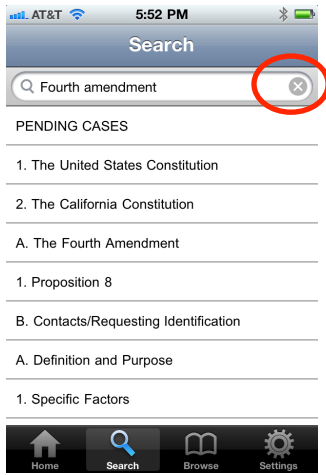 AT&T 5:52 PM
Search
Fourth amendment
PENDING CASES
1. The United States Constitution
2. The California Constitution
A. The Fourth Amendment
1. Proposition 8
B. Contacts/Requesting Identification
A. Definition and Purpose
1. Specific Factors
Home Search Browse Settings